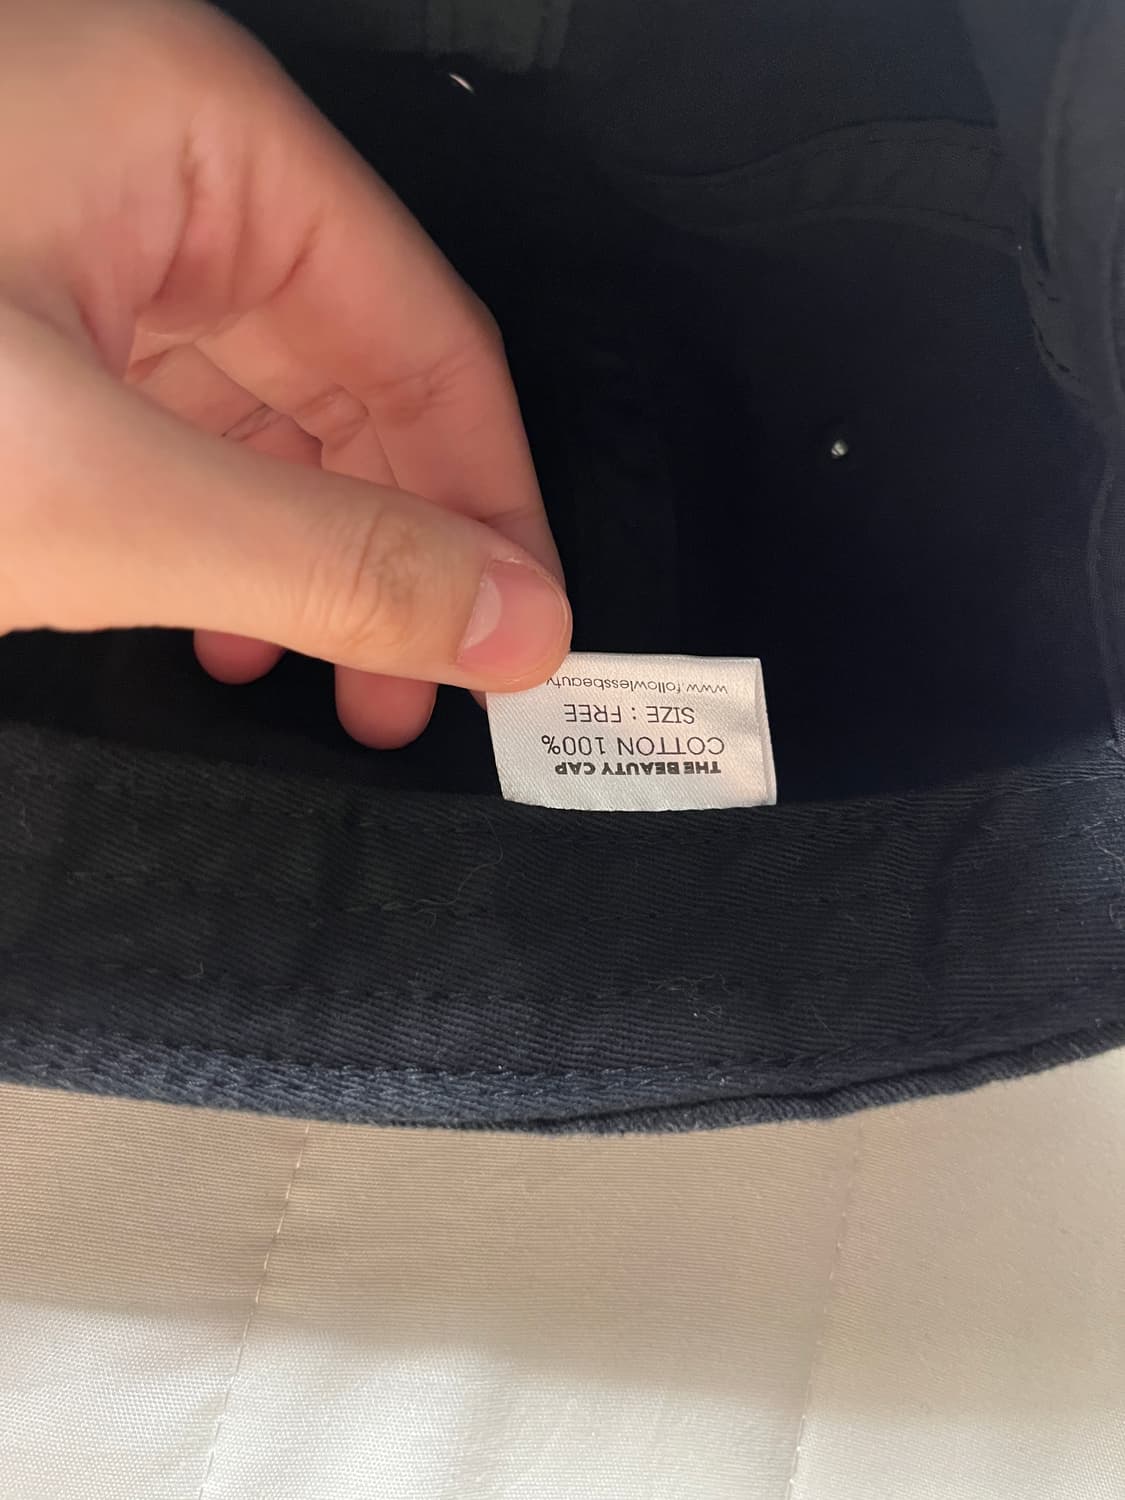 THE BEAUTY CAP
COTTON 100%
SIZE : FREE
www.followlessbeauty